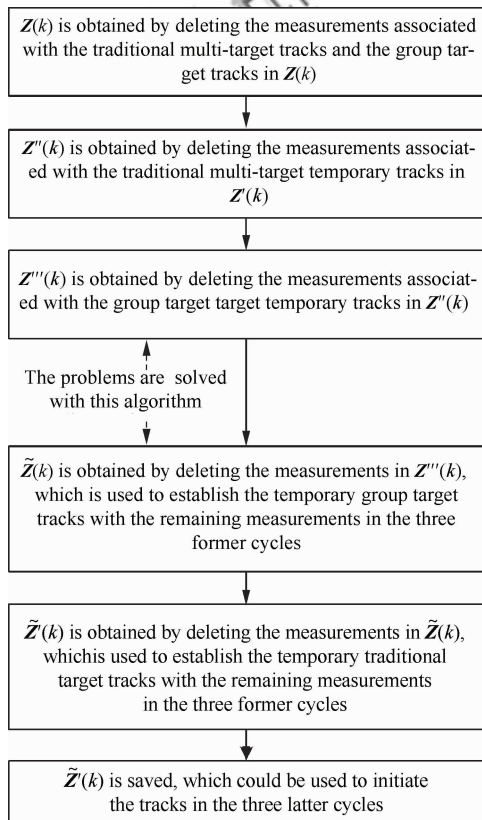 Z(k) is obtained by deleting the measurements associated
with the traditional multi-target tracks and the group tar-
get tracks in Z(k)
Z''(k) is obtained by deleting the measurements associat-
ed with the traditional multi-target temporary tracks in
Z'(k)
Z'''(k) is obtained by deleting the measurements associat-
ed with the group target target temporary tracks in Z''(k)
The problems are solved
with this algorithm
Z̃(k) is obtained by deleting the measurements in Z'''(k),
which is used to establish the temporary group target
tracks with the remaining measurements in the three
former cycles
Z̃'(k) is obtained by deleting the measurements in Z̃(k),
whichis used to establish the temporary traditional
target tracks with the remaining measurements
in the three former cycles
Z̃'(k) is saved, which could be used to initiate
the tracks in the three latter cycles